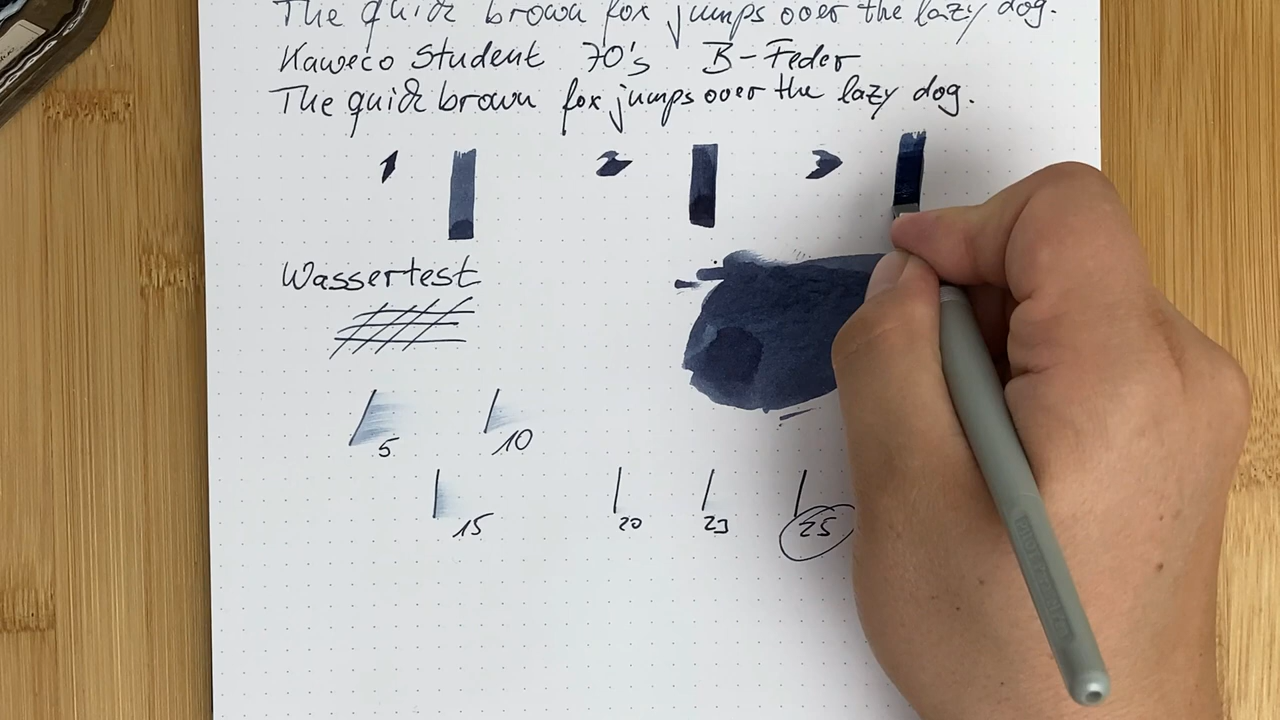 The quick brown fox jumps over the lazy dog.
Kaweco Student 70's B-Feder
The quick brown fox jumps over the lazy dog.
Wassertest
5 10
15 20 23 25